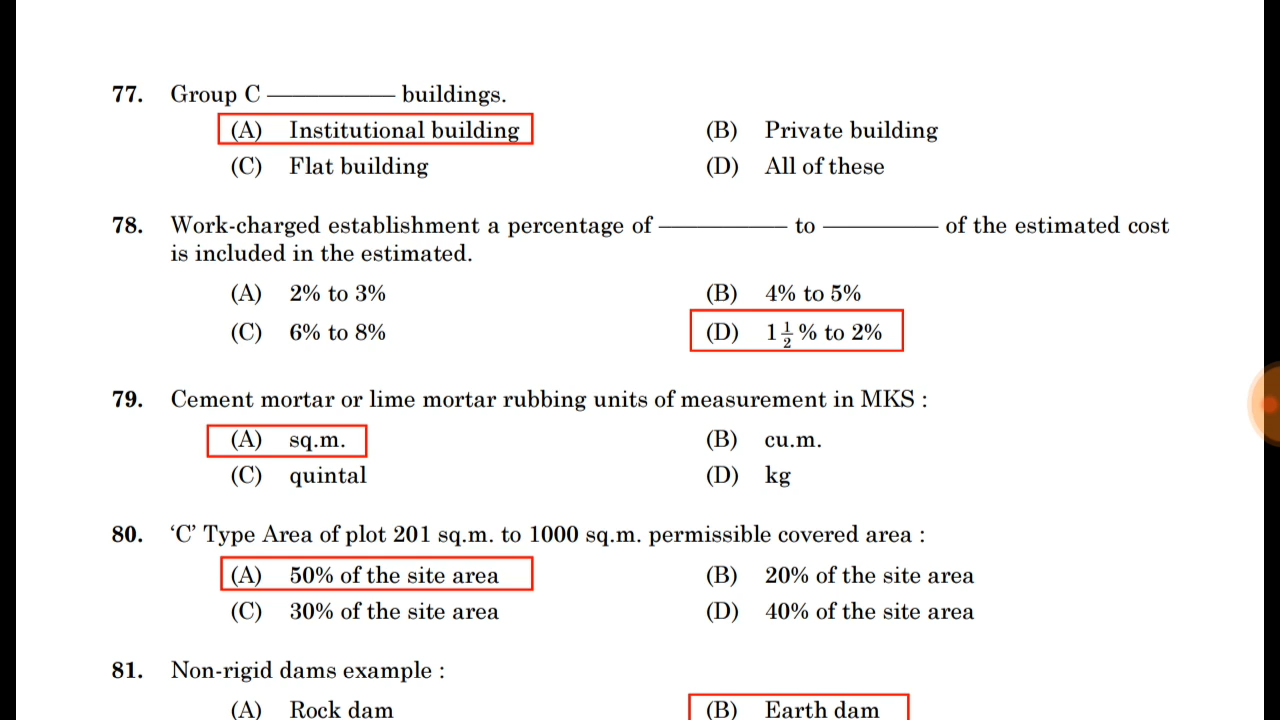 77. Group C ———— buildings.
(A) Institutional building (B) Private building
(C) Flat building (D) All of these
78. Work-charged establishment a percentage of ———— to ———— of the estimated cost
is included in the estimated.
(A) 2% to 3% (B) 4% to 5%
(C) 6% to 8% (D) 1 1/2 % to 2%
79. Cement mortar or lime mortar rubbing units of measurement in MKS :
(A) sq.m. (B) cu.m.
(C) quintal (D) kg
80. ‘C’ Type Area of plot 201 sq.m. to 1000 sq.m. permissible covered area :
(A) 50% of the site area (B) 20% of the site area
(C) 30% of the site area (D) 40% of the site area
81. Non-rigid dams example :
(A) Rock dam (B) Earth dam